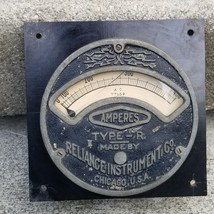 AMPERES
TYPE-R
MADE BY
RELIANCE INSTRUMENT CO.
CHICAGO, U.S.A.